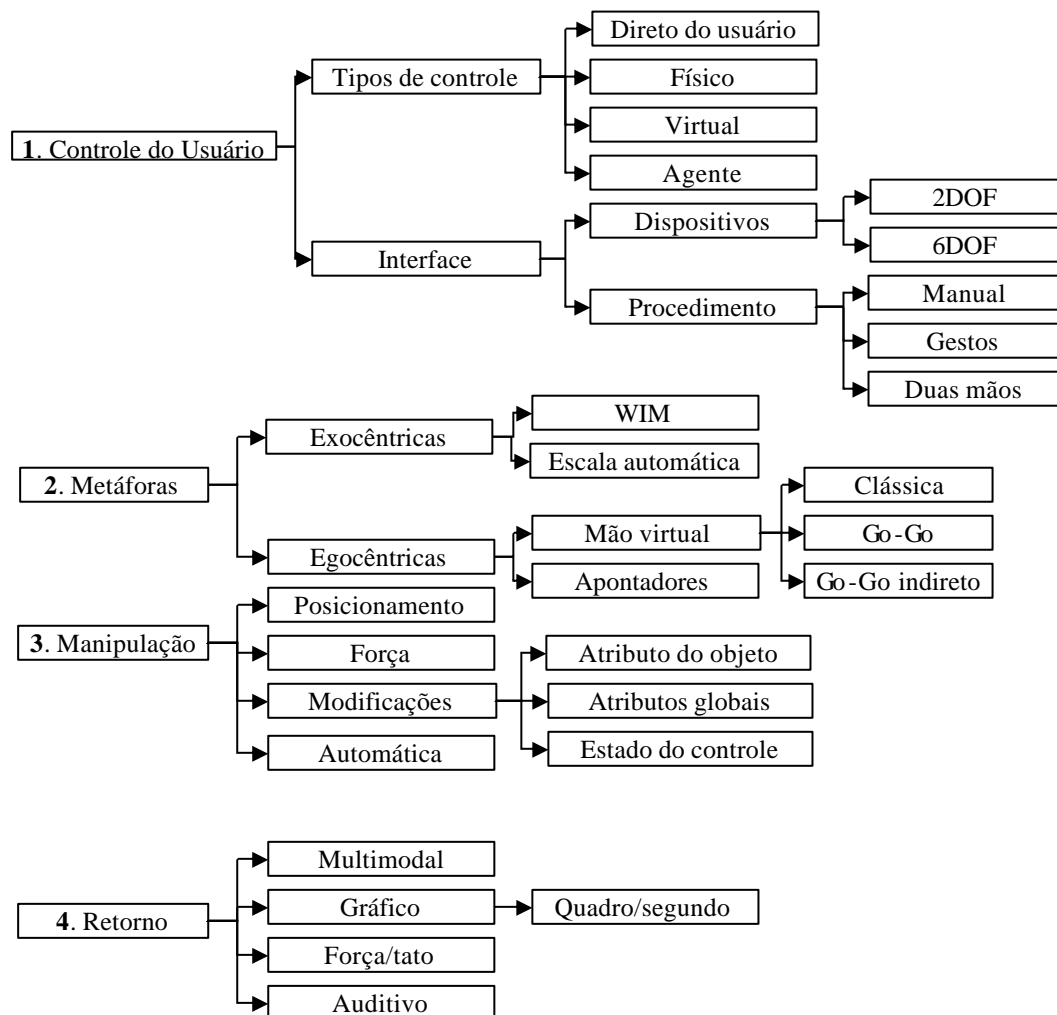 1. Controle do Usuário
Tipos de controle
Direto do usuário
Físico
Virtual
Agente
Interface
Dispositivos
2DOF
6DOF
Procedimento
Manual
Gestos
Duas mãos
2. Metáforas
Exocêntricas
WIM
Escala automática
Egocêntricas
Mão virtual
Clássica
Go-Go
Go-Go indireto
Apontadores
3. Manipulação
Posicionamento
Força
Modificações
Atributo do objeto
Atributos globais
Estado do controle
Automática
4. Retorno
Multimodal
Gráfico
Quadro/segundo
Força/tato
Auditivo